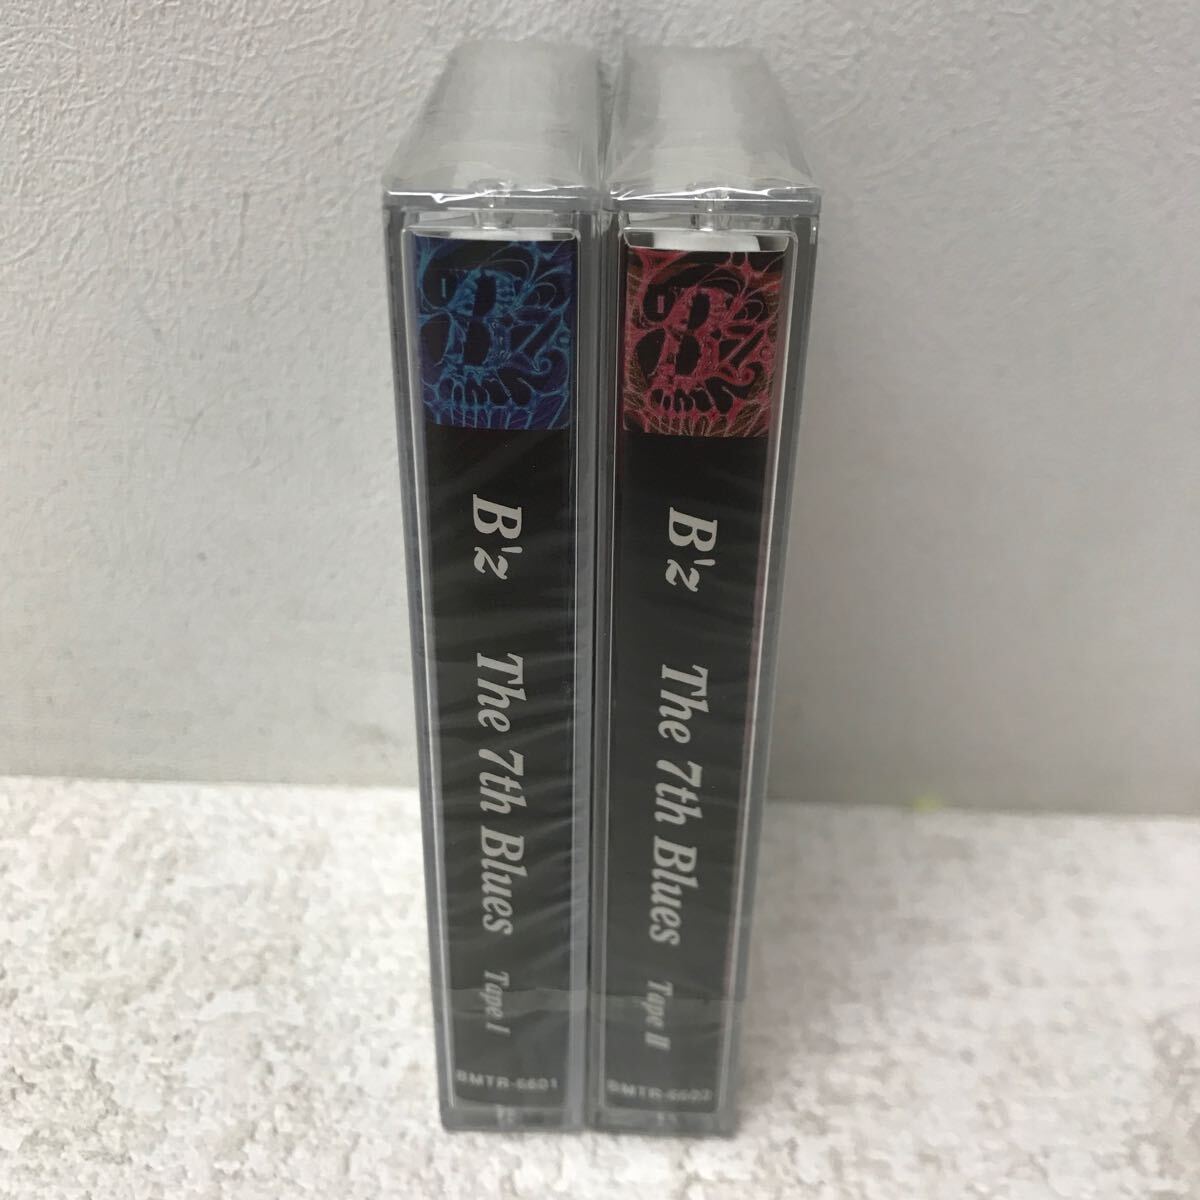 B'z The 7th Blues Tape I
BMTR-6601
B'z The 7th Blues Tape II
BMTR-6602